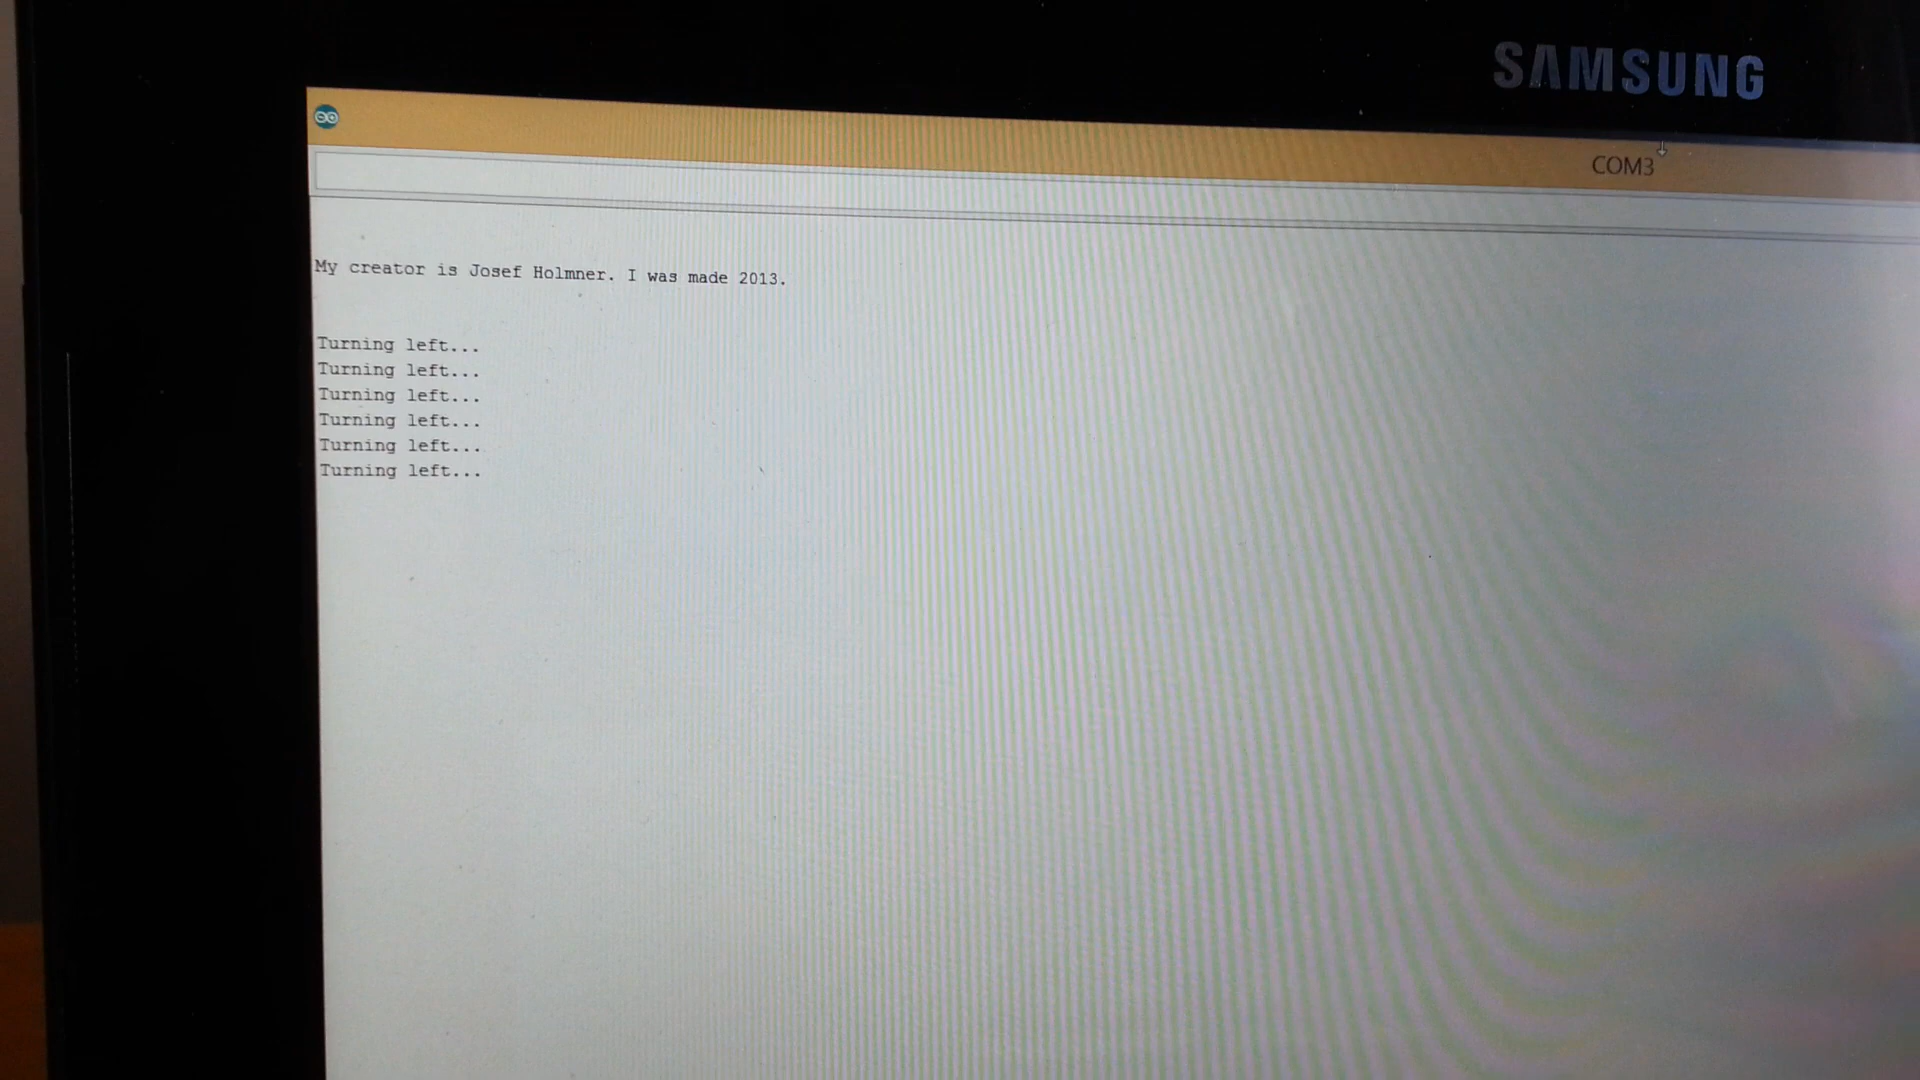 SAMSUNG
COM3
My creator is Josef Holmner. I was made 2013.
Turning left...
Turning left...
Turning left...
Turning left...
Turning left...
Turning left...